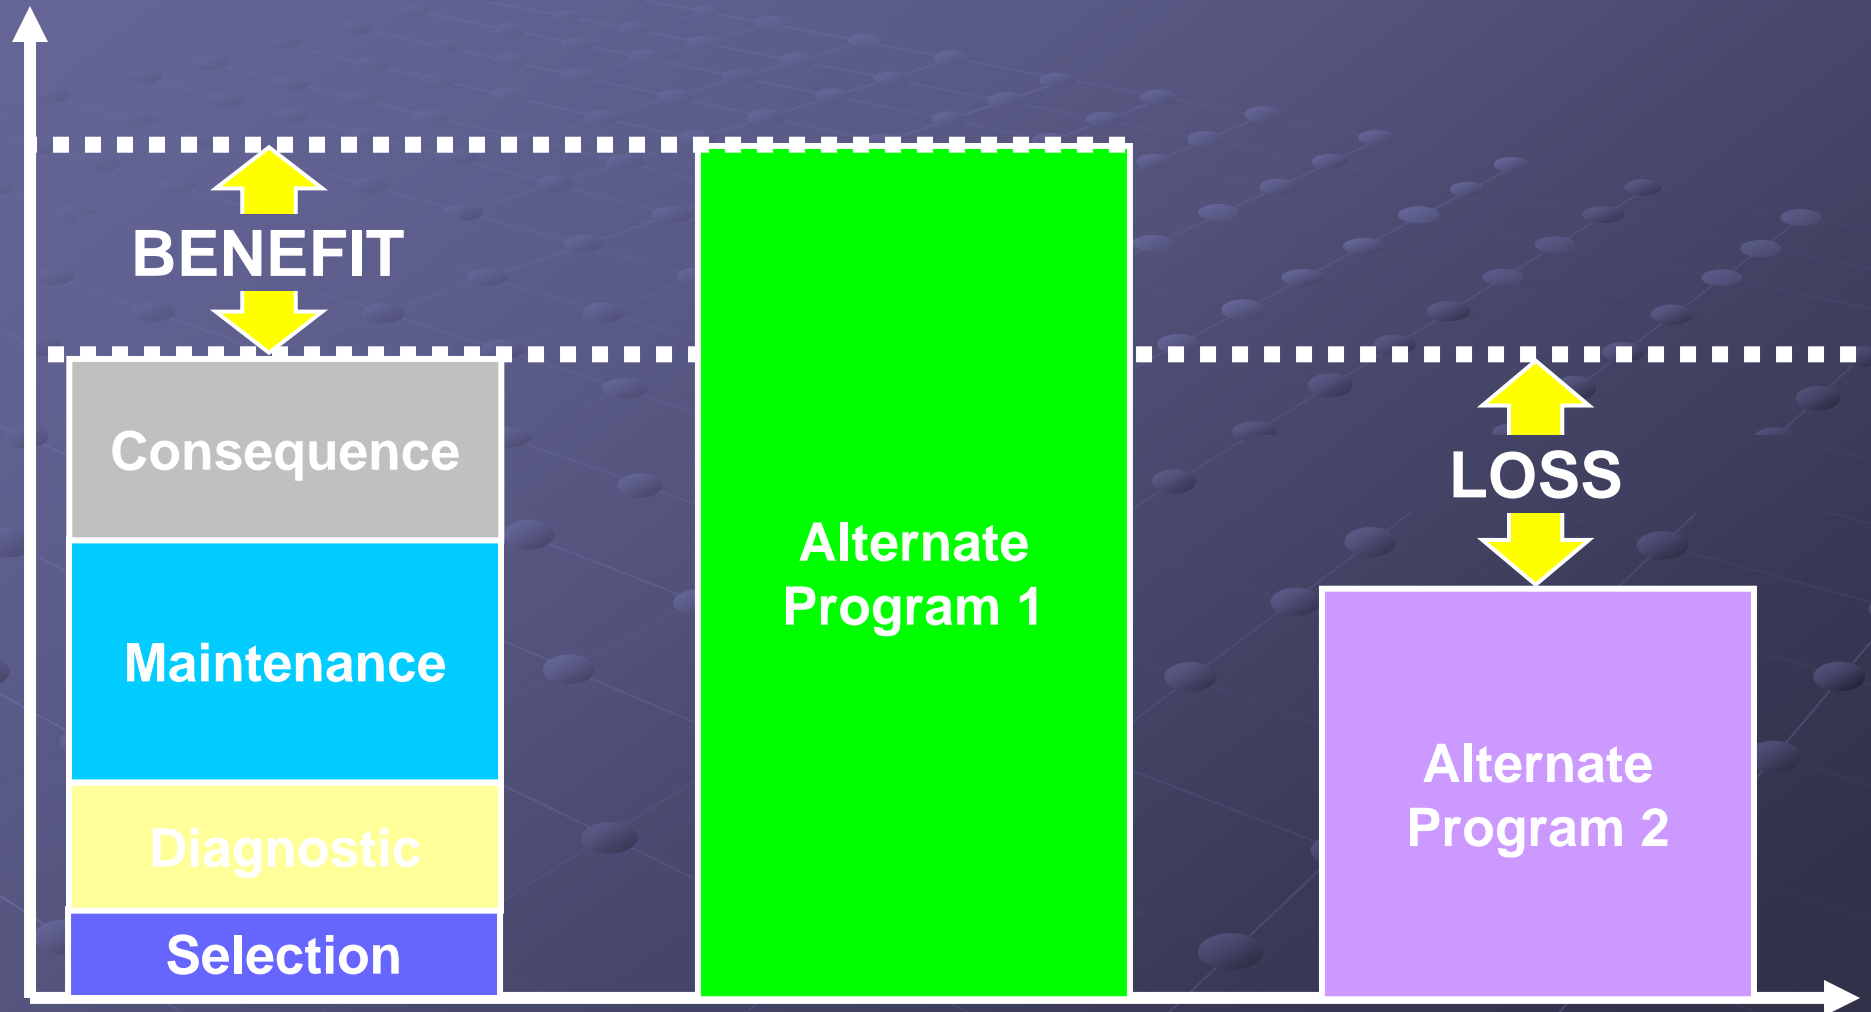 BENEFIT
Consequence
Maintenance
Diagnostic
Selection
Alternate
Program 1
LOSS
Alternate
Program 2